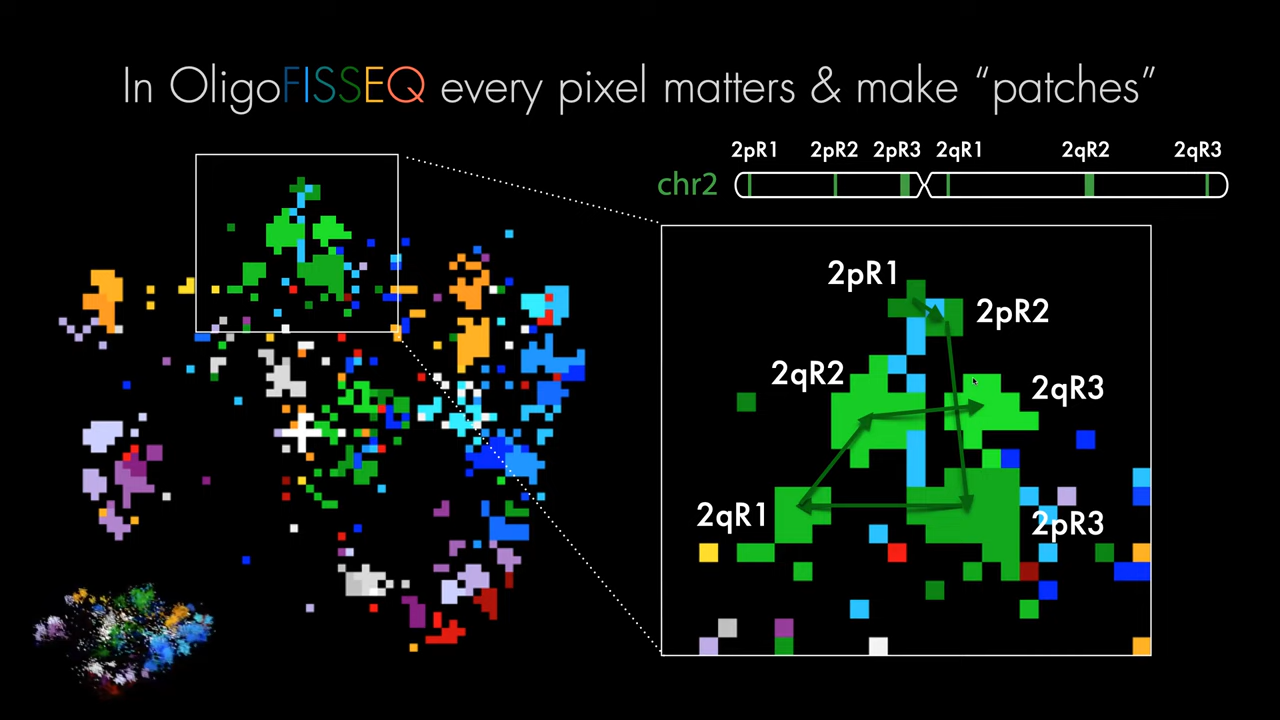 In OligoFISSEQ every pixel matters & make “patches”
2pR1 2pR2 2pR3 2qR1 2qR2 2qR3
chr2
2pR1
2pR2
2qR2
2qR3
2qR1
2pR3